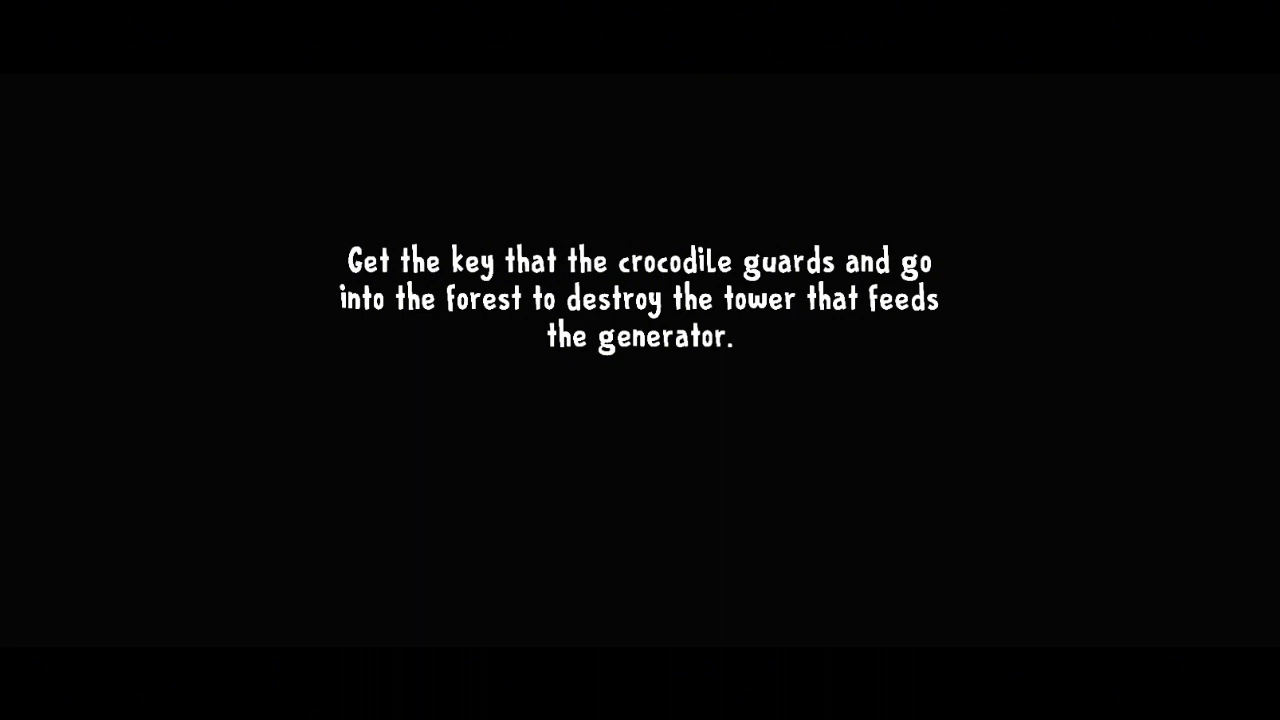 Get the key that the crocodile guards and go
into the forest to destroy the tower that feeds
the generator.